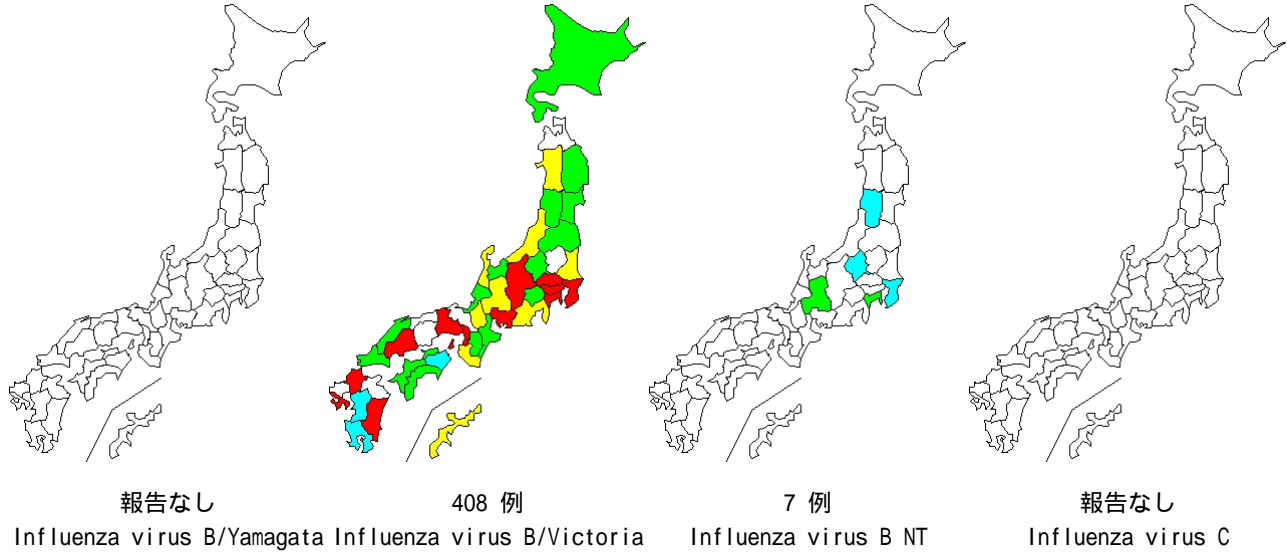 報告なし 408 例 7 例 報告なし
Influenza virus B/Yamagata Influenza virus B/Victoria Influenza virus B NT Influenza virus C